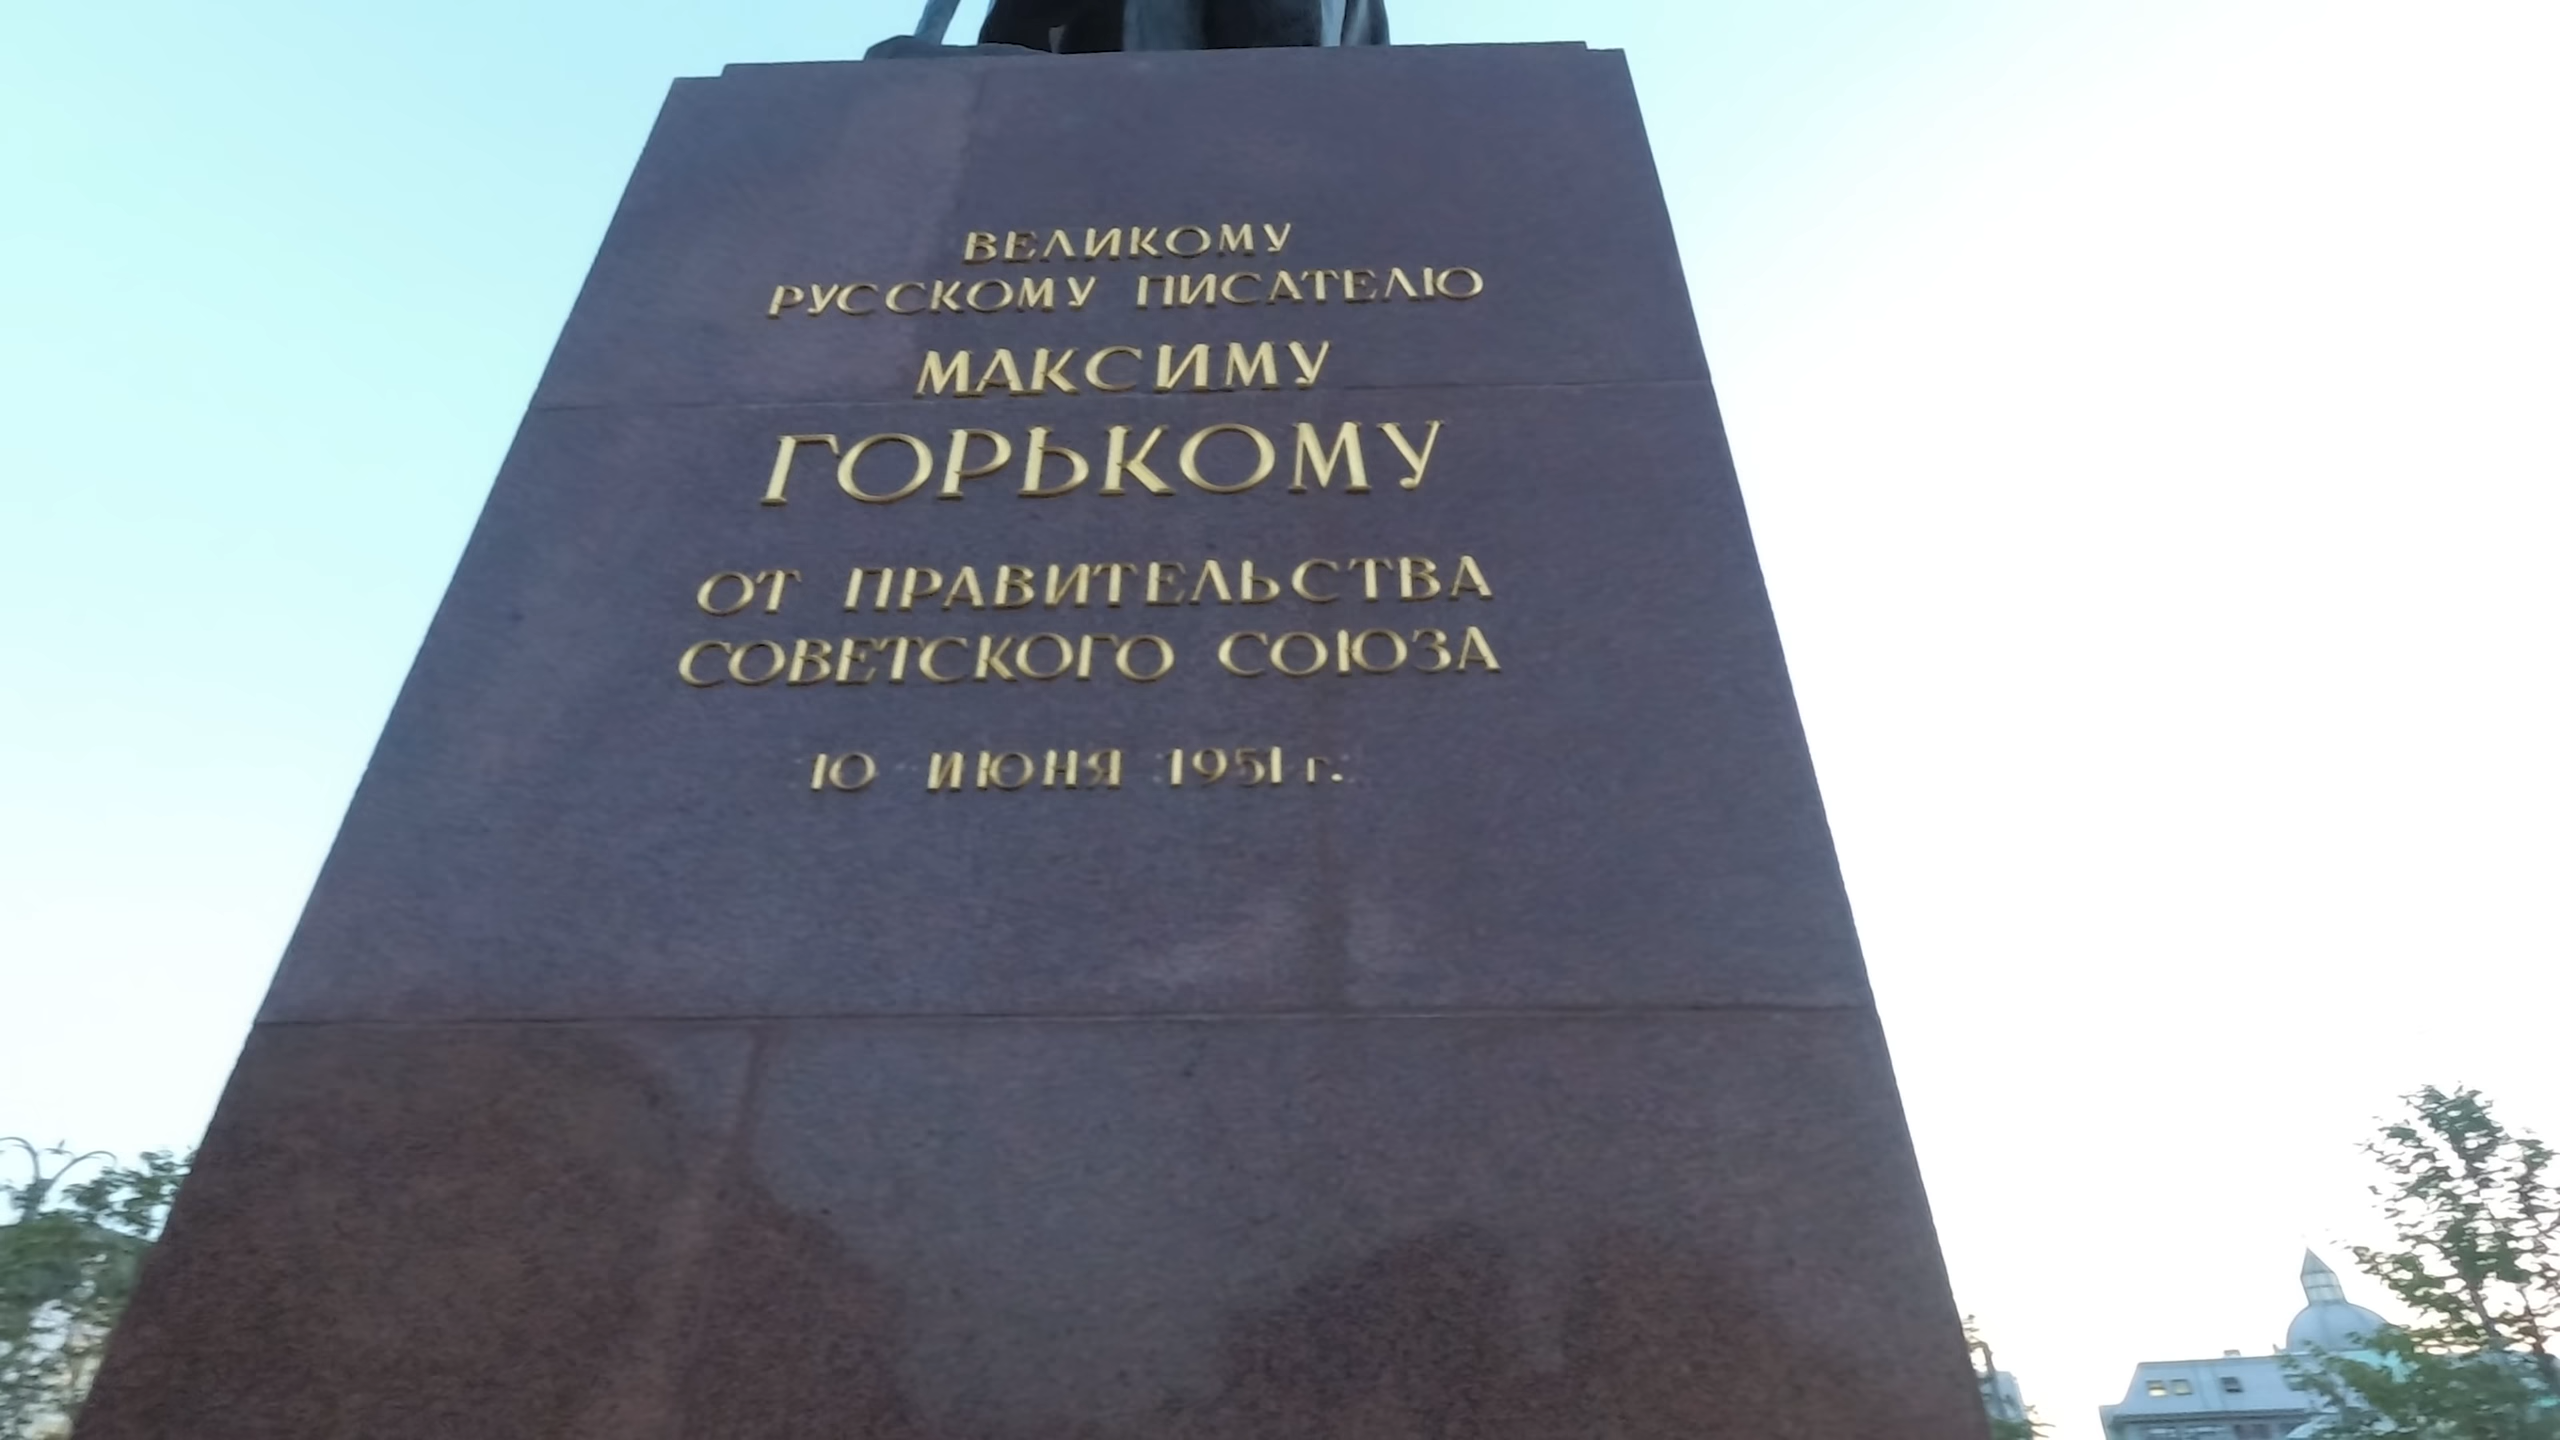 ВЕЛИКОМУ
РУССКОМУ ПИСАТЕЛЮ
МАКСИМУ
ГОРЬКОМУ
ОТ ПРАВИТЕЛЬСТВА
СОВЕТСКОГО СОЮЗА
10 ИЮНЯ 1951 г.